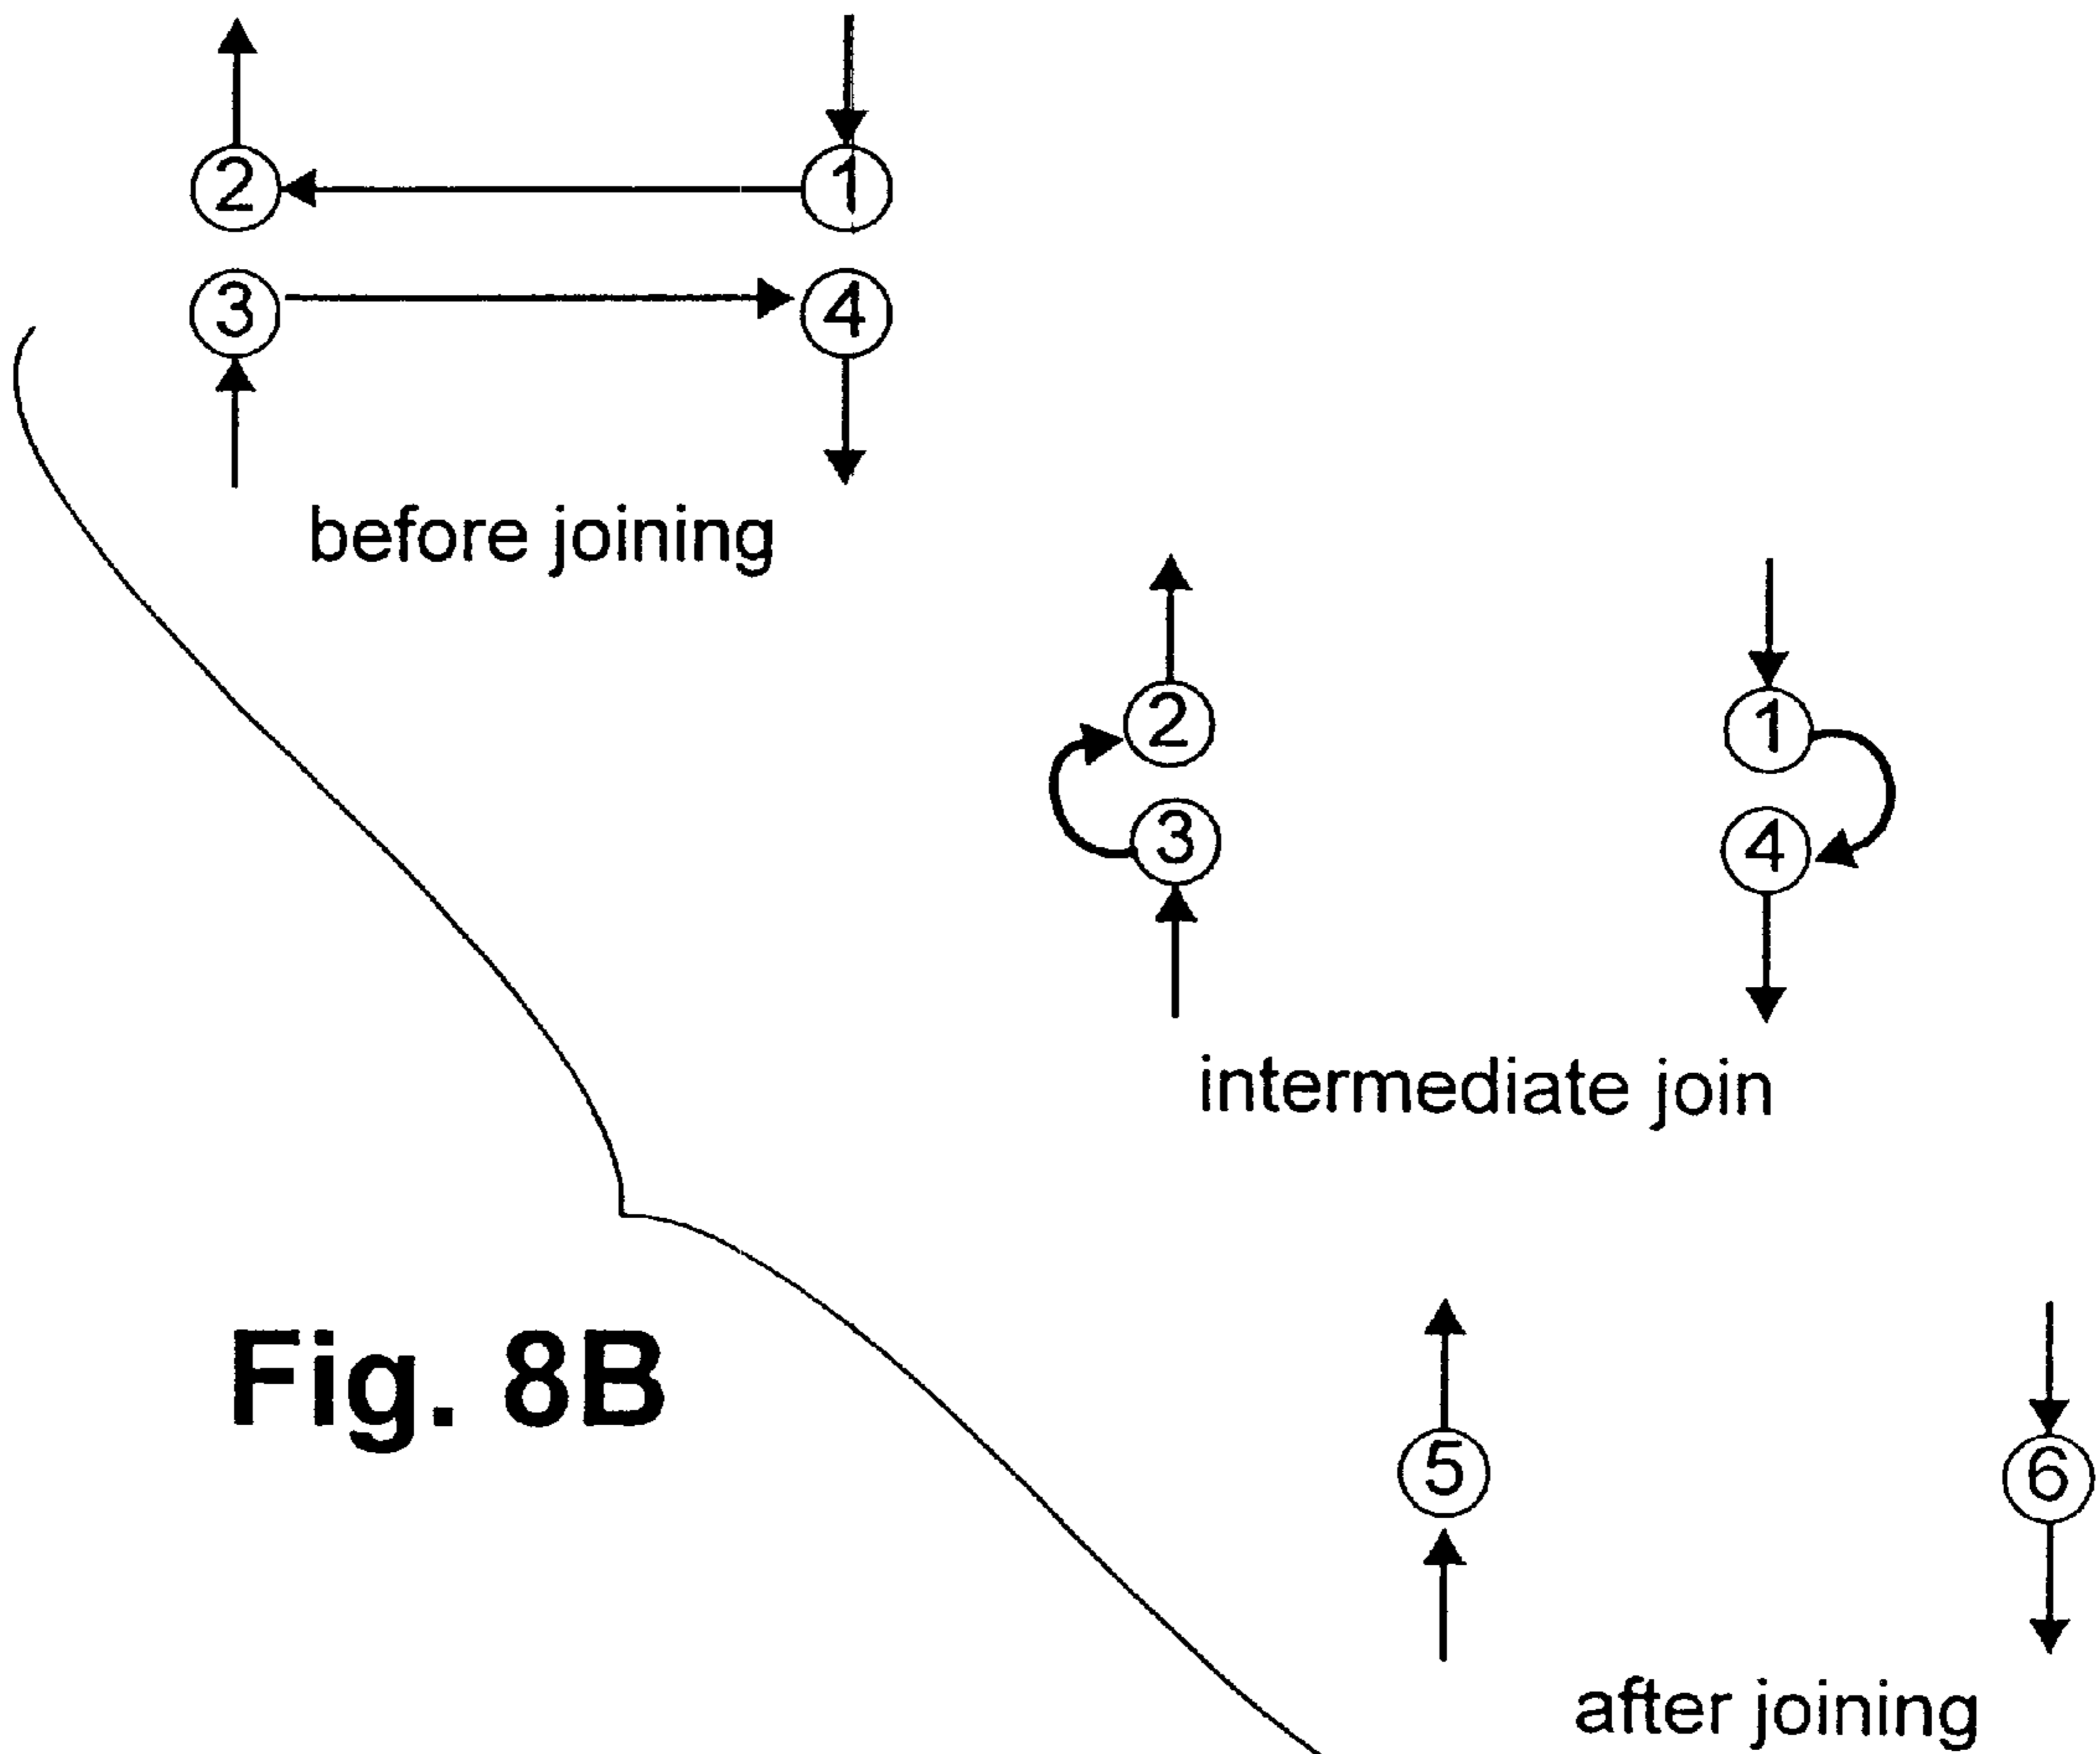 2 1
3 4
before joining
2 1
3 4
intermediate join
Fig. 8B
5 6
after joining